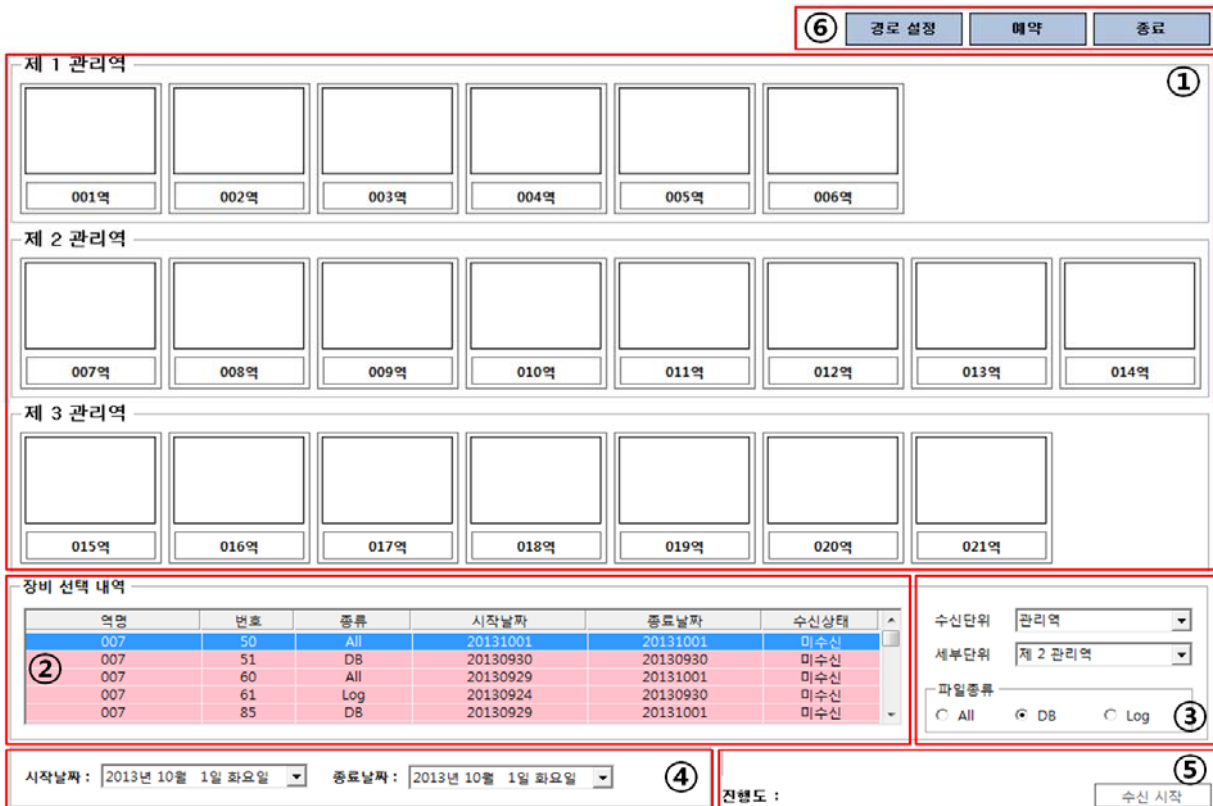 ⑥ 경로 설정 예약 종료
제 1 관리역
①
001역 002역 003역 004역 005역 006역
제 2 관리역
007역 008역 009역 010역 011역 012역 013역 014역
제 3 관리역
015역 016역 017역 018역 019역 020역 021역
장비 선택 내역
역명 번호 종류 시작날짜 종료날짜 수신상태
007 50 All 20131001 20131001 미수신
007 51 DB 20130930 20130930 미수신
007 60 All 20130929 20131001 미수신
007 61 Log 20130924 20130930 미수신
007 85 DB 20130929 20131001 미수신
②
수신단위 관리역
세부단위 제 2 관리역
파일종류
All DB Log
③
시작날짜 : 2013년 10월 1일 화요일 종료날짜 : 2013년 10월 1일 화요일 ④
⑤
진행도 : 수신 시작